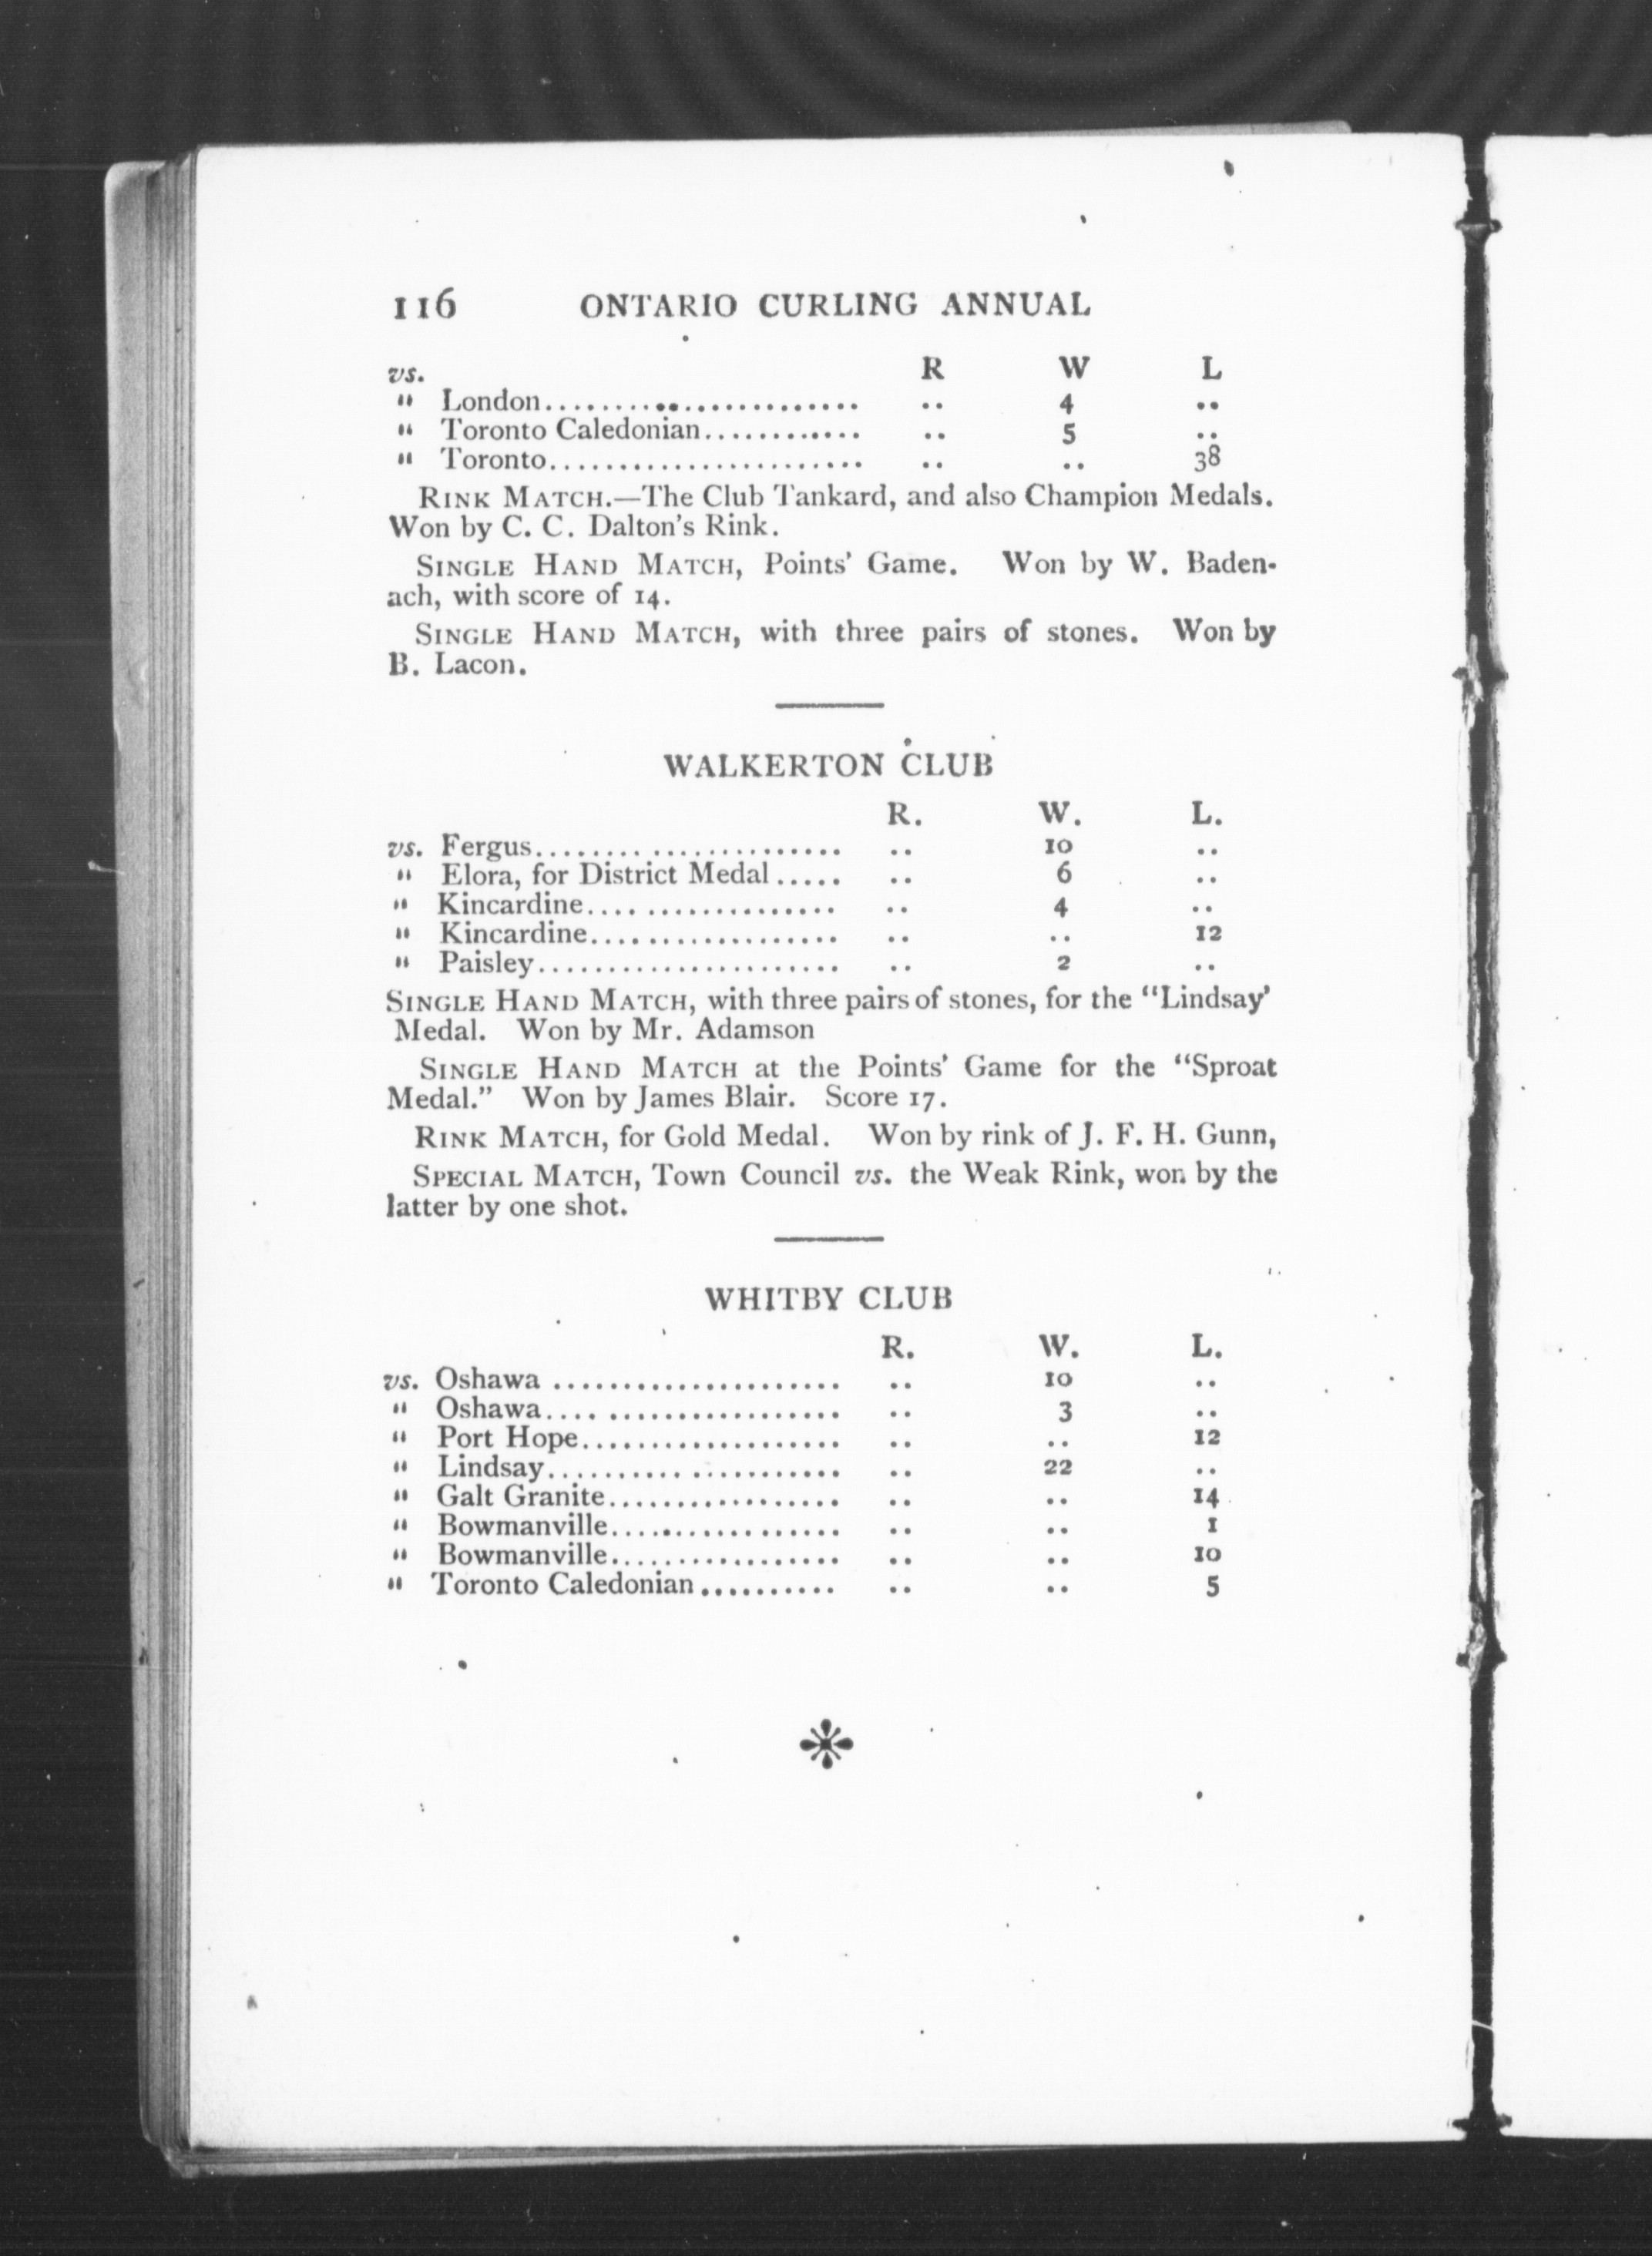 116 ONTARIO CURLING ANNUAL
vs. R W L
" London...................... .. 4 ..
" Toronto Caledonian............ .. 5 ..
" Toronto....................... .. .. 38
RINK MATCH.—The Club Tankard, and also Champion Medals.
Won by C. C. Dalton's Rink.
SINGLE HAND MATCH, Points' Game. Won by W. Baden-
ach, with score of 14.
SINGLE HAND MATCH, with three pairs of stones. Won by
B. Lacon.
WALKERTON CLUB
R. W. L.
vs. Fergus...................... .. 10 ..
" Elora, for District Medal..... .. 6 ..
" Kincardine.................. .. 4 ..
" Kincardine.................. .. .. 12
" Paisley...................... .. 2 ..
SINGLE HAND MATCH, with three pairs of stones, for the "Lindsay'
Medal. Won by Mr. Adamson
SINGLE HAND MATCH at the Points' Game for the "Sproat
Medal." Won by James Blair. Score 17.
RINK MATCH, for Gold Medal. Won by rink of J. F. H. Gunn,
SPECIAL MATCH, Town Council vs. the Weak Rink, won by the
latter by one shot.
WHITBY CLUB
R. W. L.
vs. Oshawa ..................... .. 10 ..
" Oshawa..................... .. 3 ..
" Port Hope................... .. .. 12
" Lindsay..................... .. 22 ..
" Galt Granite................. .. .. 14
" Bowmanville................. .. .. 1
" Bowmanville................. .. .. 10
" Toronto Caledonian.......... .. .. 5